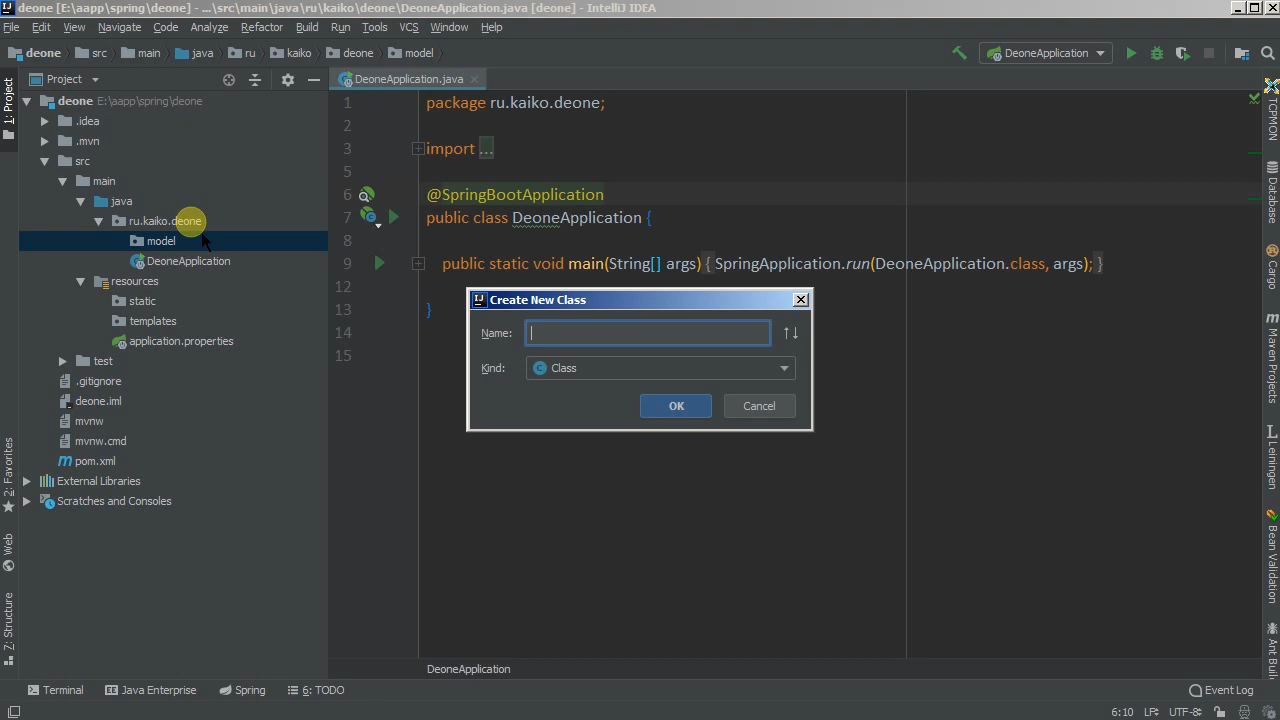 deone [E:\aapp\spring\deone] - ...\src\main\java\ru\kaiko\deone\DeoneApplication.java [deone] - IntelliJ IDEA
File Edit View Navigate Code Analyze Refactor Build Run Tools VCS Window Help
deone src main java ru kaiko deone model DeoneApplication
Project DeoneApplication.java
1: Project
2: Favorites
Web
Z: Structure
deone E:\aapp\spring\deone
.idea
.mvn
src
main
java
ru.kaiko.deone
model
DeoneApplication
resources
static
templates
application.properties
test
.gitignore
deone.iml
mvnw
mvnw.cmd
pom.xml
External Libraries
Scratches and Consoles
1 package ru.kaiko.deone;
2
3 import ...
5
6 @SpringBootApplication
7 public class DeoneApplication {
8
9 public static void main(String[] args) { SpringApplication.run(DeoneApplication.class, args); }
12
13 }
14
15
Create New Class
Name:
Kind: Class
OK Cancel
DeoneApplication
TCPMON
Database
Cargo
Maven Projects
Leiningen
Bean Validation
Ant Build
Terminal Java Enterprise Spring 6: TODO Event Log
6:10 LF÷ UTF-8÷